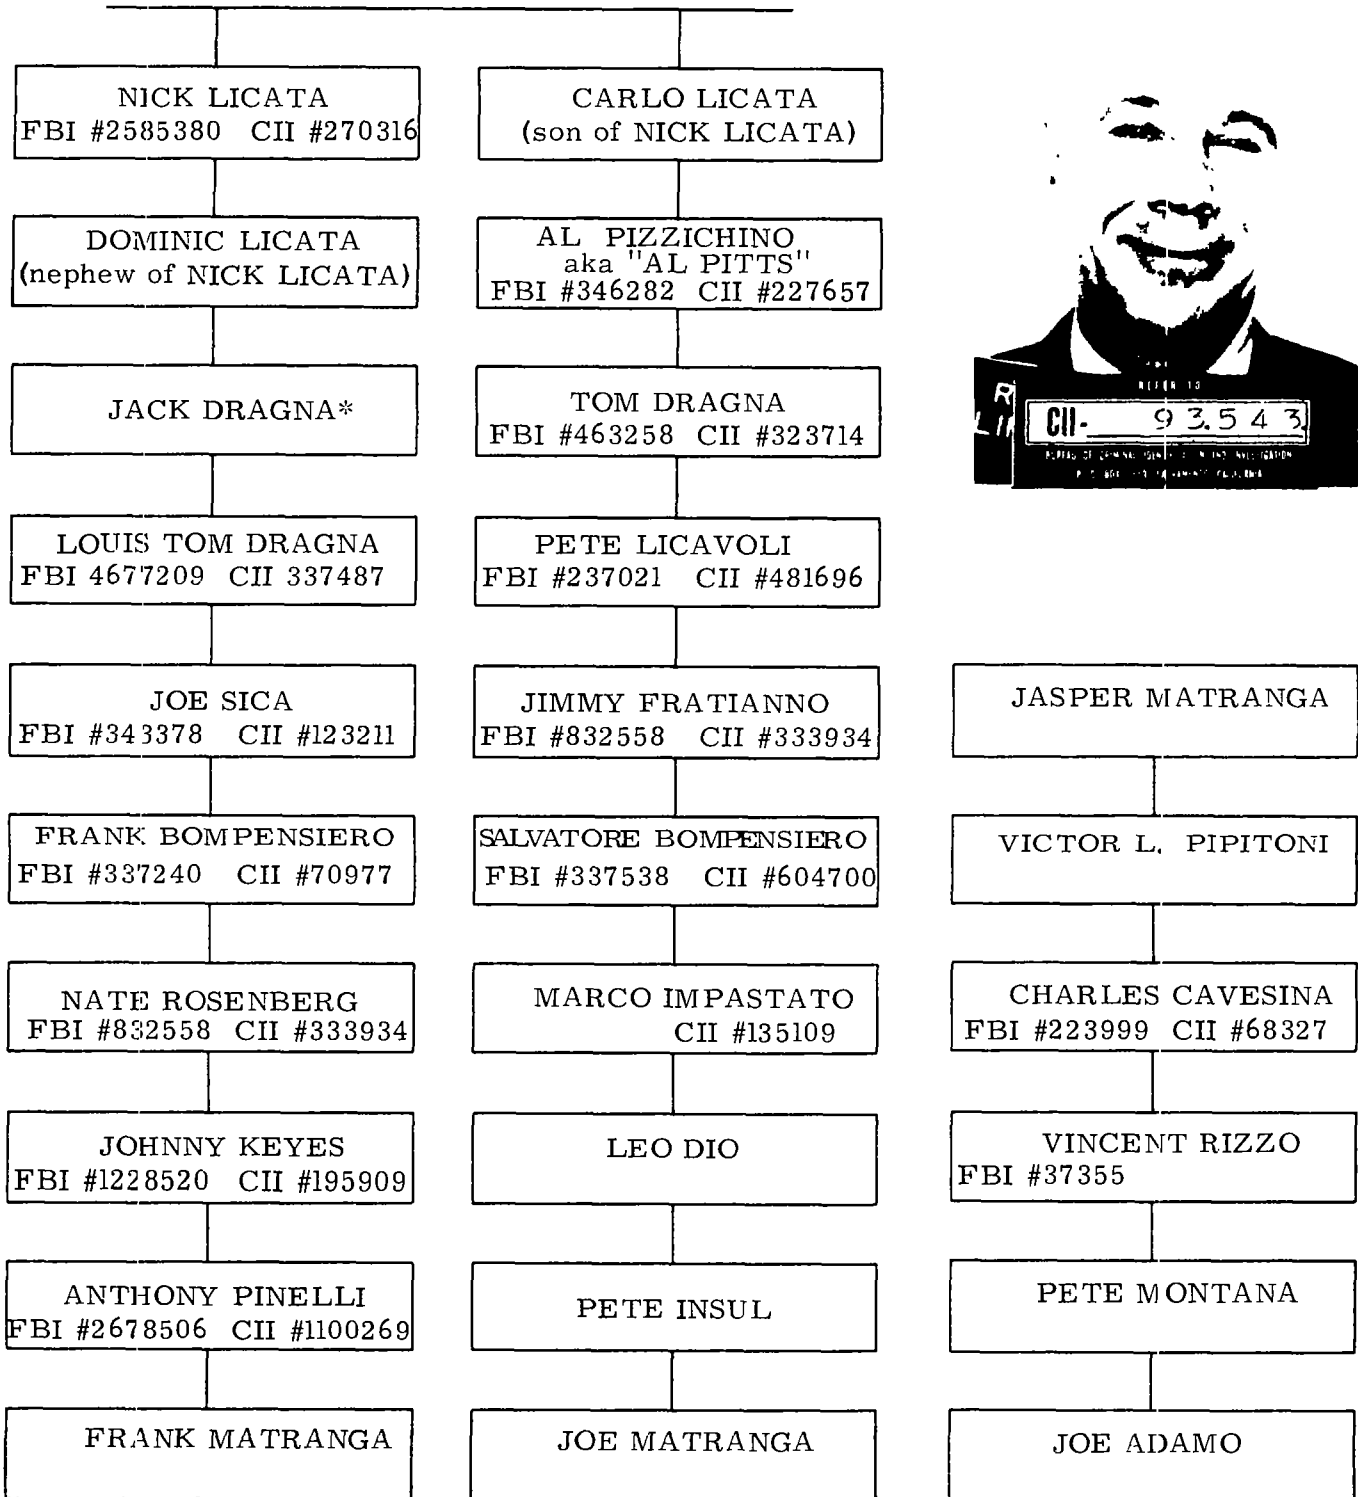 NICK LICATA
FBI #2585380 CII #270316
DOMINIC LICATA
(nephew of NICK LICATA)
JACK DRAGNA*
LOUIS TOM DRAGNA
FBI 4677209 CII 337487
JOE SICA
FBI #343378 CII #123211
FRANK BOMPENSIERO
FBI #337240 CII #70977
NATE ROSENBERG
FBI #832558 CII #333934
JOHNNY KEYES
FBI #1228520 CII #195909
ANTHONY PINELLI
FBI #2678506 CII #1100269
FRANK MATRANGA
CARLO LICATA
(son of NICK LICATA)
AL PIZZICHINO
aka "AL PITTS"
FBI #346282 CII #227657
TOM DRAGNA
FBI #463258 CII #323714
PETE LICAVOLI
FBI #237021 CII #481696
JIMMY FRATIANNO
FBI #832558 CII #333934
SALVATORE BOMPENSIERO
FBI #337538 CII #604700
MARCO IMPASTATO
CII #135109
LEO DIO
PETE INSUL
JOE MATRANGA
REFER TO
CII- 93543
JASPER MATRANGA
VICTOR L. PIPITONI
CHARLES CAVESINA
FBI #223999 CII #68327
VINCENT RIZZO
FBI #37355
PETE MONTANA
JOE ADAMO